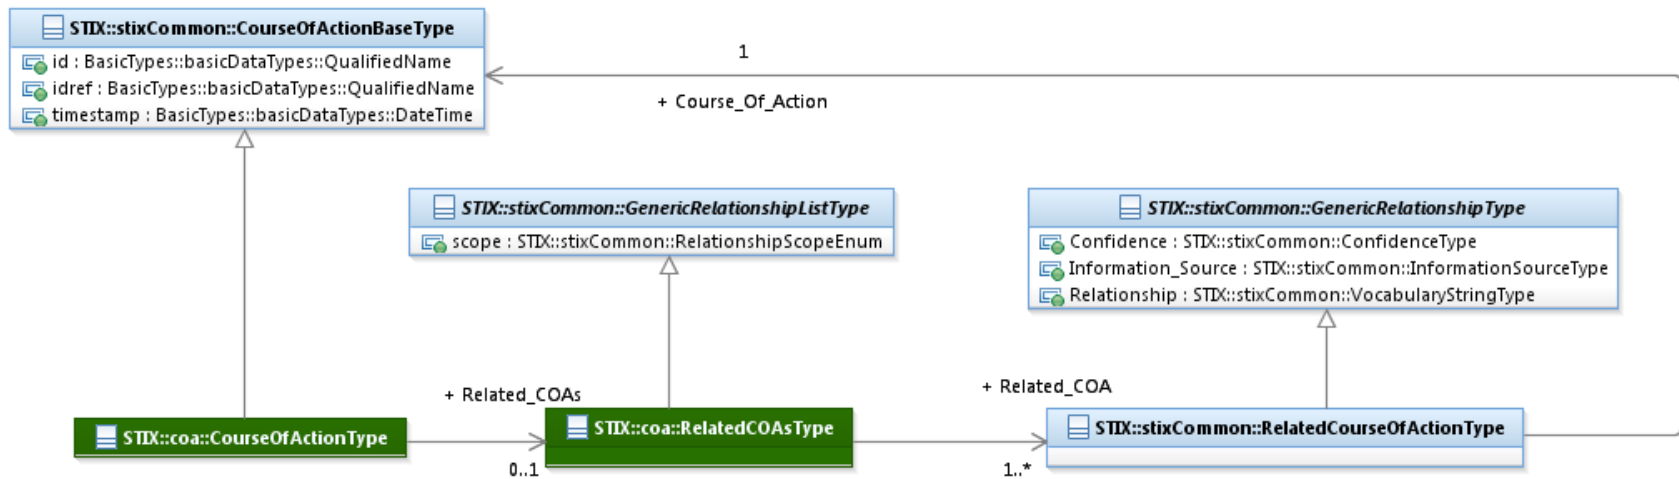 STIX::stixCommon::CourseOfActionBaseType
id : BasicTypes::basicDataTypes::QualifiedName
idref : BasicTypes::basicDataTypes::QualifiedName
timestamp : BasicTypes::basicDataTypes::DateTime
1
+ Course_Of_Action
STIX::stixCommon::GenericRelationshipListType
scope : STIX::stixCommon::RelationshipScopeEnum
STIX::stixCommon::GenericRelationshipType
Confidence : STIX::stixCommon::ConfidenceType
Information_Source : STIX::stixCommon::InformationSourceType
Relationship : STIX::stixCommon::VocabularyStringType
+ Related_COAs
+ Related_COA
STIX::coa::CourseOfActionType
STIX::coa::RelatedCOAsType
STIX::stixCommon::RelatedCourseOfActionType
0..1
1..*